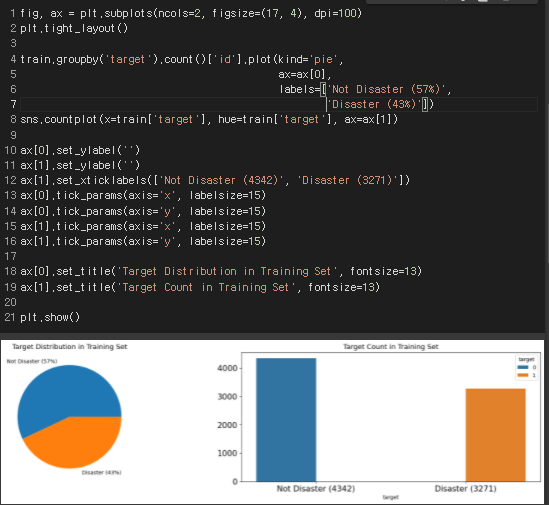 1 fig, ax = plt.subplots(ncols=2, figsize=(17, 4), dpi=100)
2 plt.tight_layout()
3
4 train.groupby('target').count()['id'].plot(kind='pie',
5 ax=ax[0],
6 labels=['Not Disaster (57%)',
7 'Disaster (43%)'])
8 sns.countplot(x=train['target'], hue=train['target'], ax=ax[1])
9
10 ax[0].set_ylabel('')
11 ax[1].set_ylabel('')
12 ax[1].set_xticklabels(['Not Disaster (4342)', 'Disaster (3271)'])
13 ax[0].tick_params(axis='x', labelsize=15)
14 ax[0].tick_params(axis='y', labelsize=15)
15 ax[1].tick_params(axis='x', labelsize=15)
16 ax[1].tick_params(axis='y', labelsize=15)
17
18 ax[0].set_title('Target Distribution in Training Set', fontsize=13)
19 ax[1].set_title('Target Count in Training Set', fontsize=13)
20
21 plt.show()
Target Distribution in Training Set
Not Disaster (57%)
Disaster (43%)
Target Count in Training Set
target
0
1
4000
3000
2000
1000
0
Not Disaster (4342)
Disaster (3271)
target